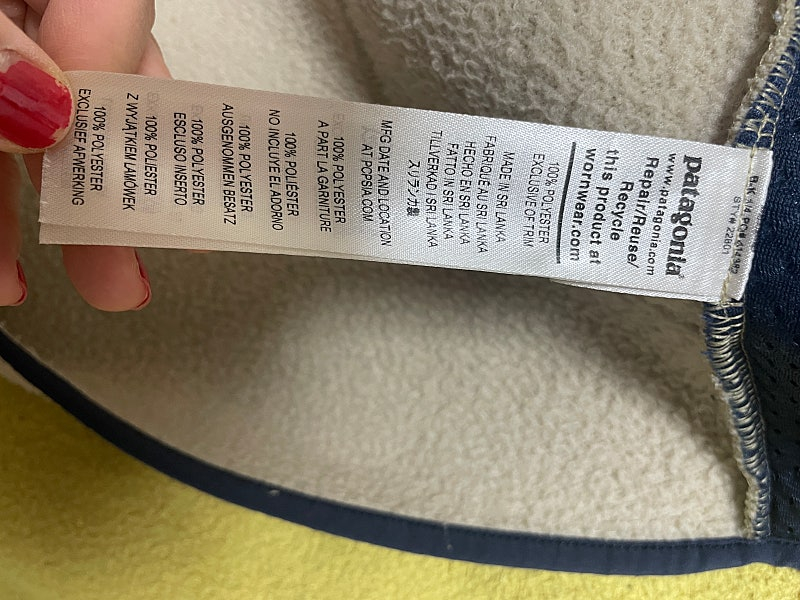 STY# 22801
patagonia
www.patagonia.com
Repair/Reuse/
Recycle
this product at
wornwear.com
100% POLYESTER
EXCLUSIVE OF TRIM
MADE IN SRI LANKA
FABRIQUÉ AU SRI LANKA
HECHO EN SRI LANKA
FATTO IN SRI LANKA
TILLVERKAD I SRI LANKA
スリランカ製
MFG DATE AND LOCATION
AT PCPSIA.COM
100% POLYESTER
A PART LA GARNITURE
100% POLIÉSTER
NO INCLUYE EL ADORNO
100% POLYESTER
AUSGENOMMEN BESATZ
100% POLYESTER
ESCLUSO INSERTO
100% POLIESTER
Z WYJĄTKIEM LAMÓWEK
100% POLYESTER
EXCLUSIEF AFWERKING